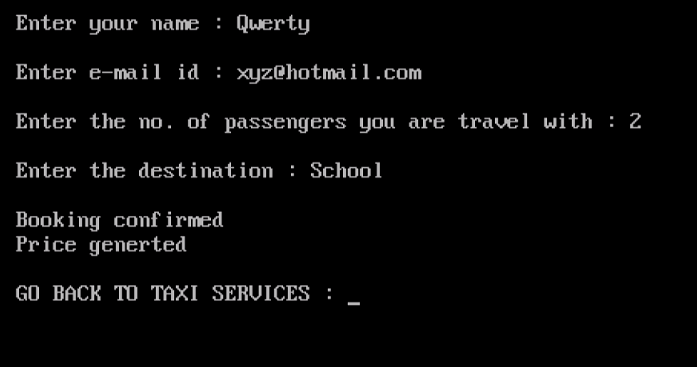 Enter your name : Qwerty
Enter e-mail id : xyz@hotmail.com
Enter the no. of passengers you are travel with : 2
Enter the destination : School
Booking confirmed
Price generted
GO BACK TO TAXI SERVICES : _